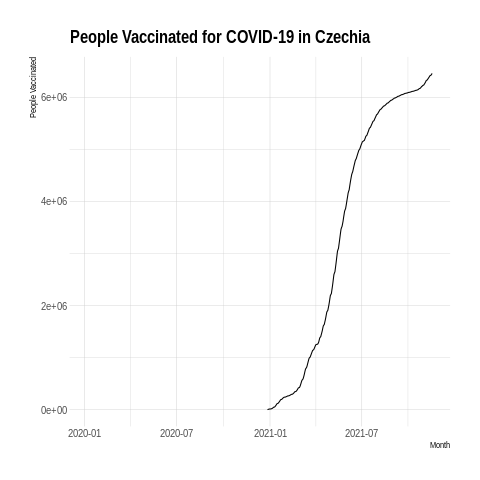 People Vaccinated for COVID-19 in Czechia
People Vaccinated
6e+06
4e+06
2e+06
0e+00
2020-01 2020-07 2021-01 2021-07
Month